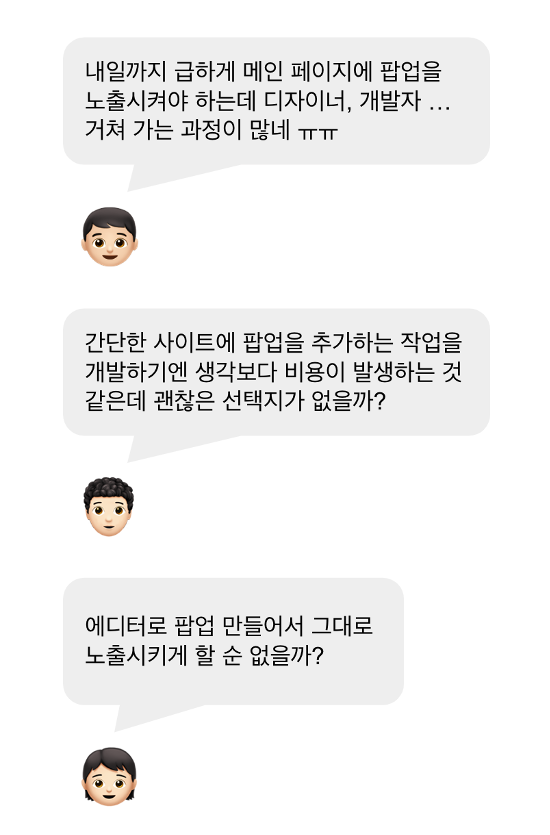 내일까지 급하게 메인 페이지에 팝업을
노출시켜야 하는데 디자이너, 개발자 ...
거쳐 가는 과정이 많네 ㅠㅠ
간단한 사이트에 팝업을 추가하는 작업을
개발하기엔 생각보다 비용이 발생하는 것
같은데 괜찮은 선택지가 없을까?
에디터로 팝업 만들어서 그대로
노출시키게 할 순 없을까?